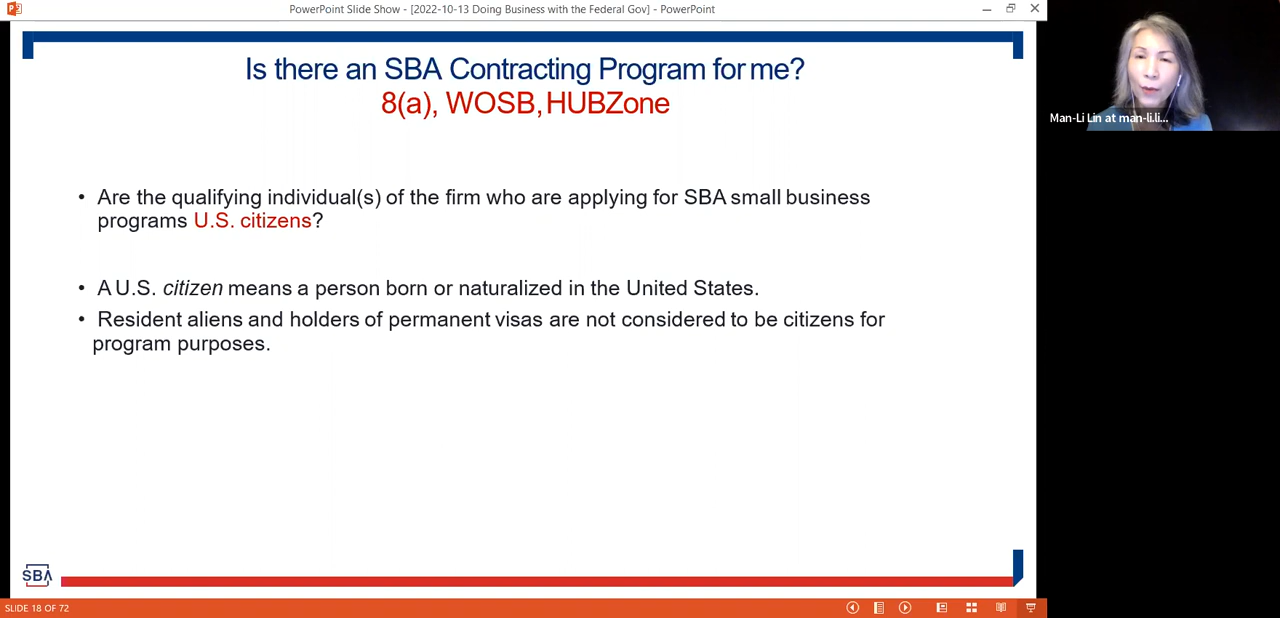 PowerPoint Slide Show - [2022-10-13 Doing Business with the Federal Gov] - PowerPoint
Is there an SBA Contracting Program for me?
8(a), WOSB, HUBZone
Man-Li Lin at man-li.li...
• Are the qualifying individual(s) of the firm who are applying for SBA small business
programs U.S. citizens?
• A U.S. citizen means a person born or naturalized in the United States.
• Resident aliens and holders of permanent visas are not considered to be citizens for
program purposes.
SBA
SLIDE 18 OF 72